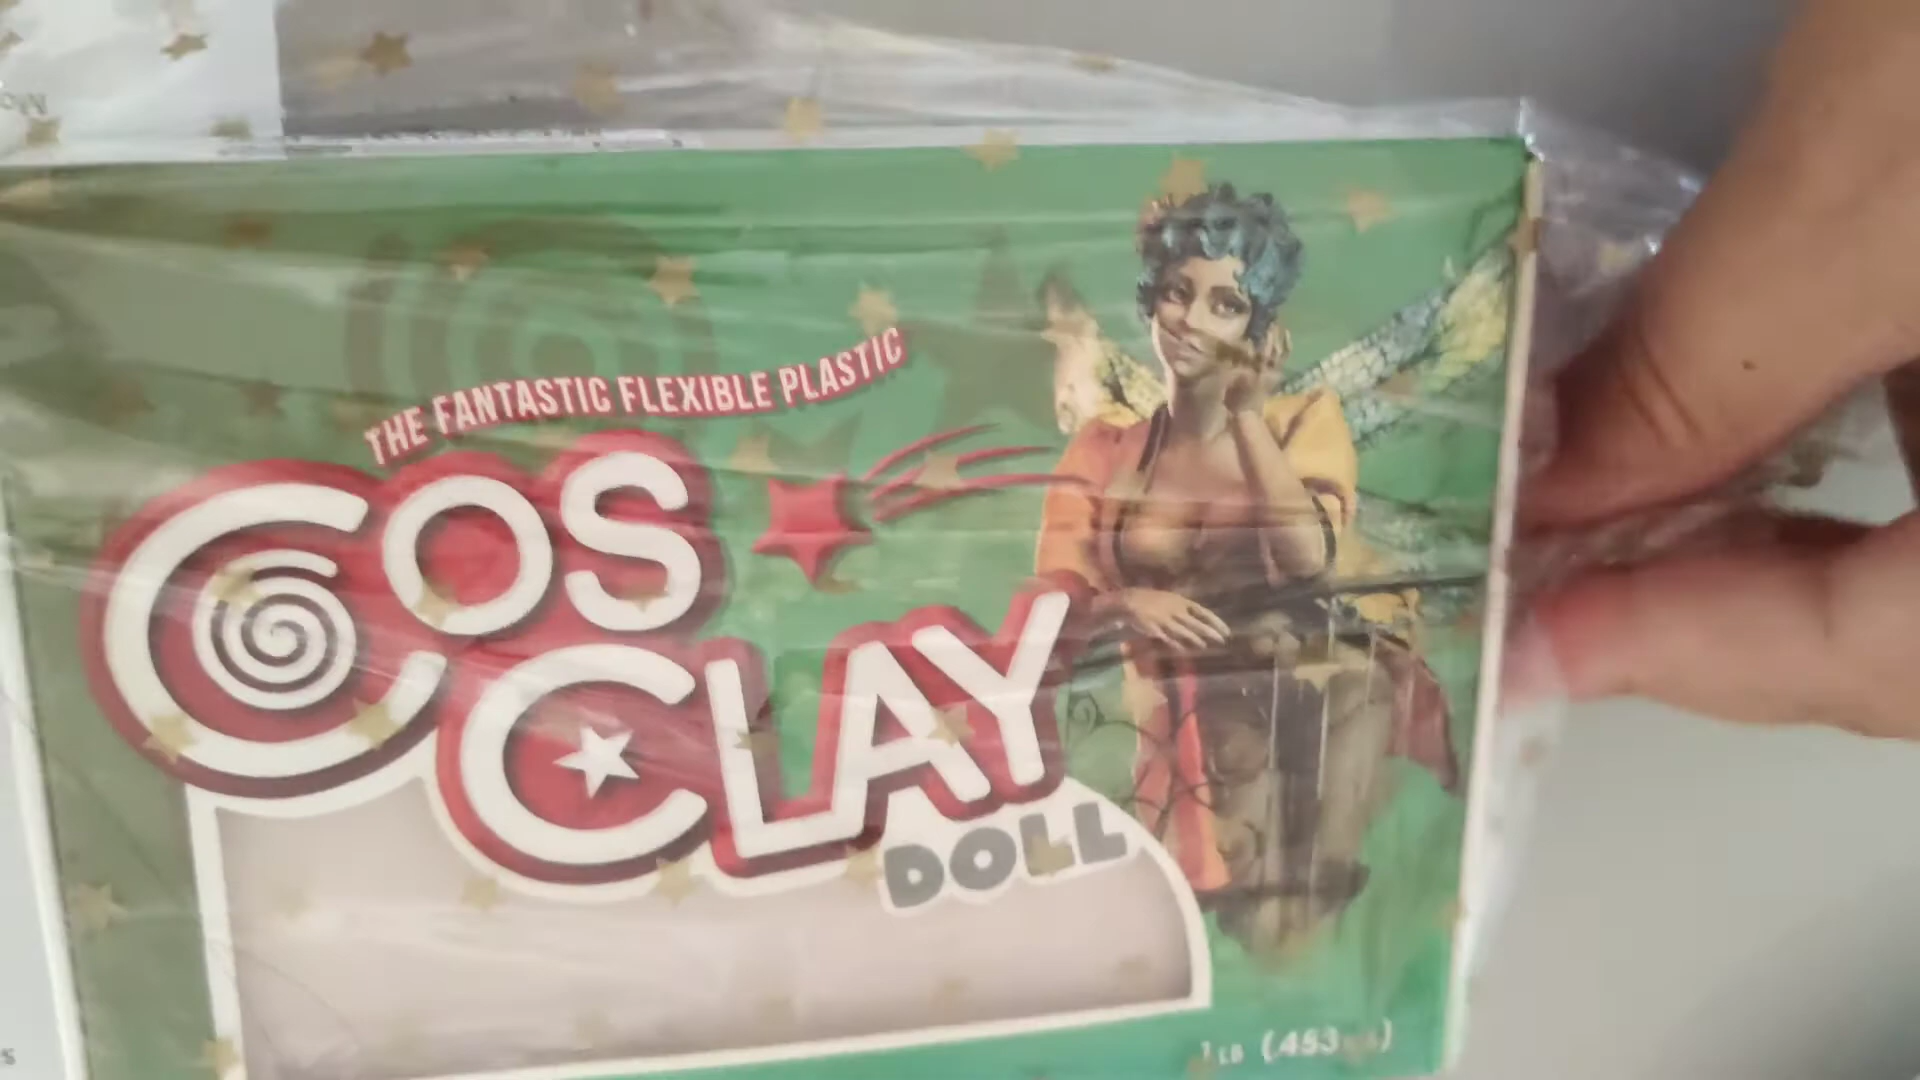 THE FANTASTIC FLEXIBLE PLASTIC
COS
CLAY
DOLL
1 LB (453